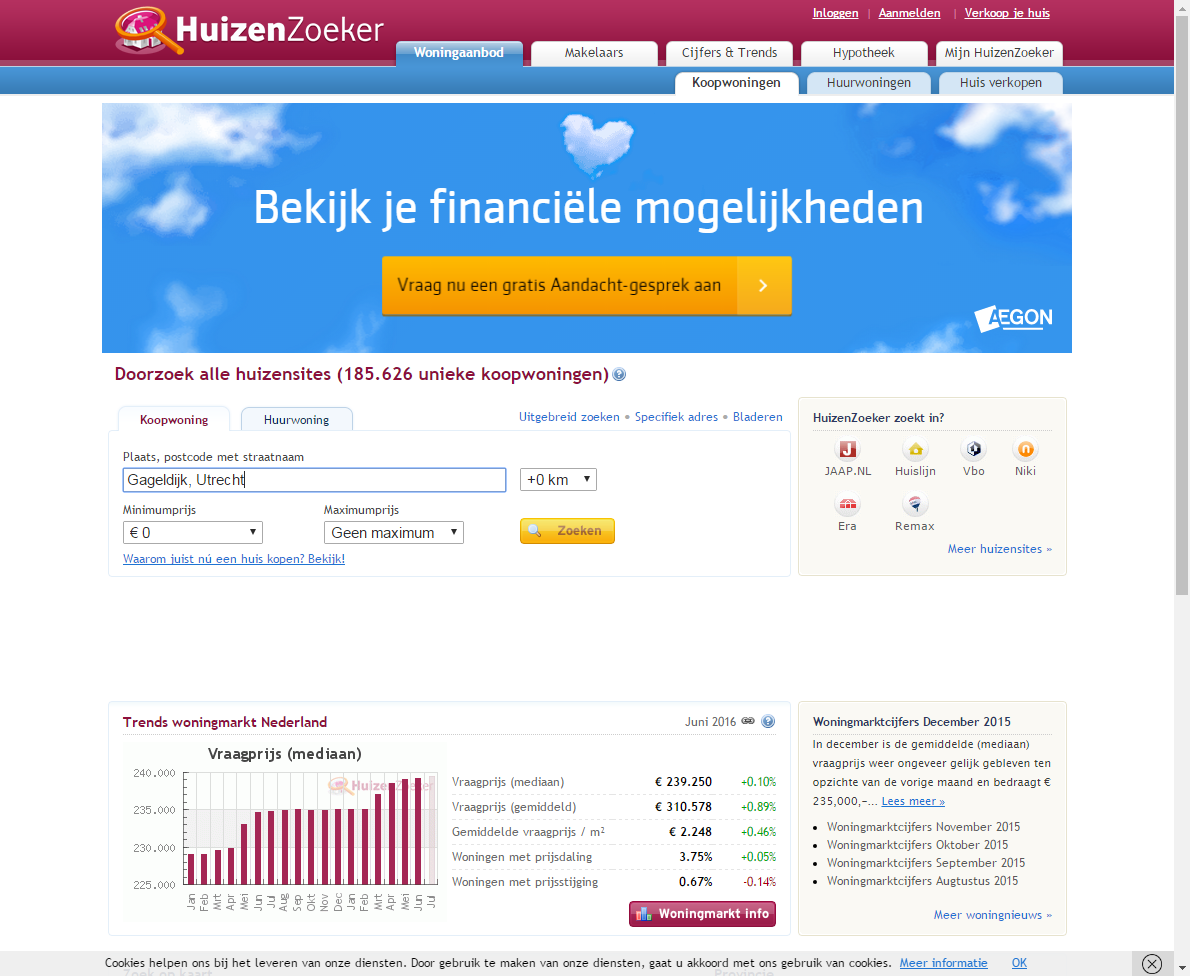 HuizenZoeker
Inloggen | Aanmelden | Verkoop je huis
Woningaanbod Makelaars Cijfers & Trends Hypotheek Mijn HuizenZoeker
Koopwoningen Huurwoningen Huis verkopen
Bekijk je financiële mogelijkheden
Vraag nu een gratis Aandacht-gesprek aan
AEGON
Doorzoek alle huizensites (185.626 unieke koopwoningen)
Koopwoning Huurwoning
Uitgebreid zoeken • Specifiek adres • Bladeren
Plaats, postcode met straatnaam
Gageldijk, Utrecht +0 km
Minimumprijs Maximumprijs
€ 0 Geen maximum Zoeken
Waarom juist nú een huis kopen? Bekijk!
HuizenZoeker zoekt in?
JAAP.NL Huislijn Vbo Niki
Era Remax
Meer huizensites »
Trends woningmarkt Nederland Juni 2016
Vraagprijs (mediaan)
HuizenZoeker
240.000
235.000
230.000
225.000
Jan Feb Mrt Apr Mei Jun Jul Aug Sep Okt Nov Dec Jan Feb Mrt Apr Mei Jun Jul
Vraagprijs (mediaan) € 239.250 +0.10%
Vraagprijs (gemiddeld) € 310.578 +0.89%
Gemiddelde vraagprijs / m² € 2.248 +0.46%
Woningen met prijsdaling 3.75% +0.05%
Woningen met prijsstijging 0.67% -0.14%
Woningmarkt info
Woningmarktcijfers December 2015
In december is de gemiddelde (mediaan)
vraagprijs weer ongeveer gelijk gebleven ten
opzichte van de vorige maand en bedraagt €
235,000,–... Lees meer »
• Woningmarktcijfers November 2015
• Woningmarktcijfers Oktober 2015
• Woningmarktcijfers September 2015
• Woningmarktcijfers Augtustus 2015
Meer woningnieuws »
Cookies helpen ons bij het leveren van onze diensten. Door gebruik te maken van onze diensten, gaat u akkoord met ons gebruik van cookies. Meer informatie OK
Zoek op kaart Provincie